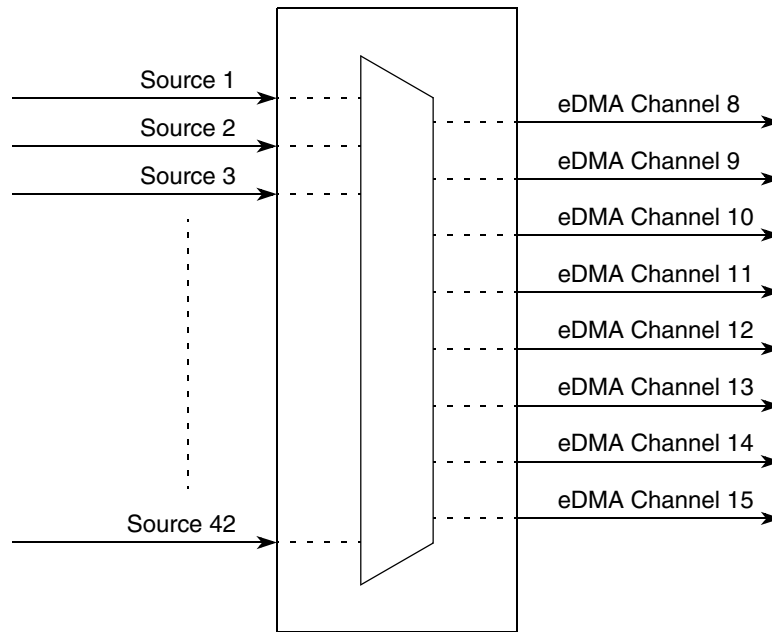 Source 1
Source 2
Source 3
Source 42
eDMA Channel 8
eDMA Channel 9
eDMA Channel 10
eDMA Channel 11
eDMA Channel 12
eDMA Channel 13
eDMA Channel 14
eDMA Channel 15